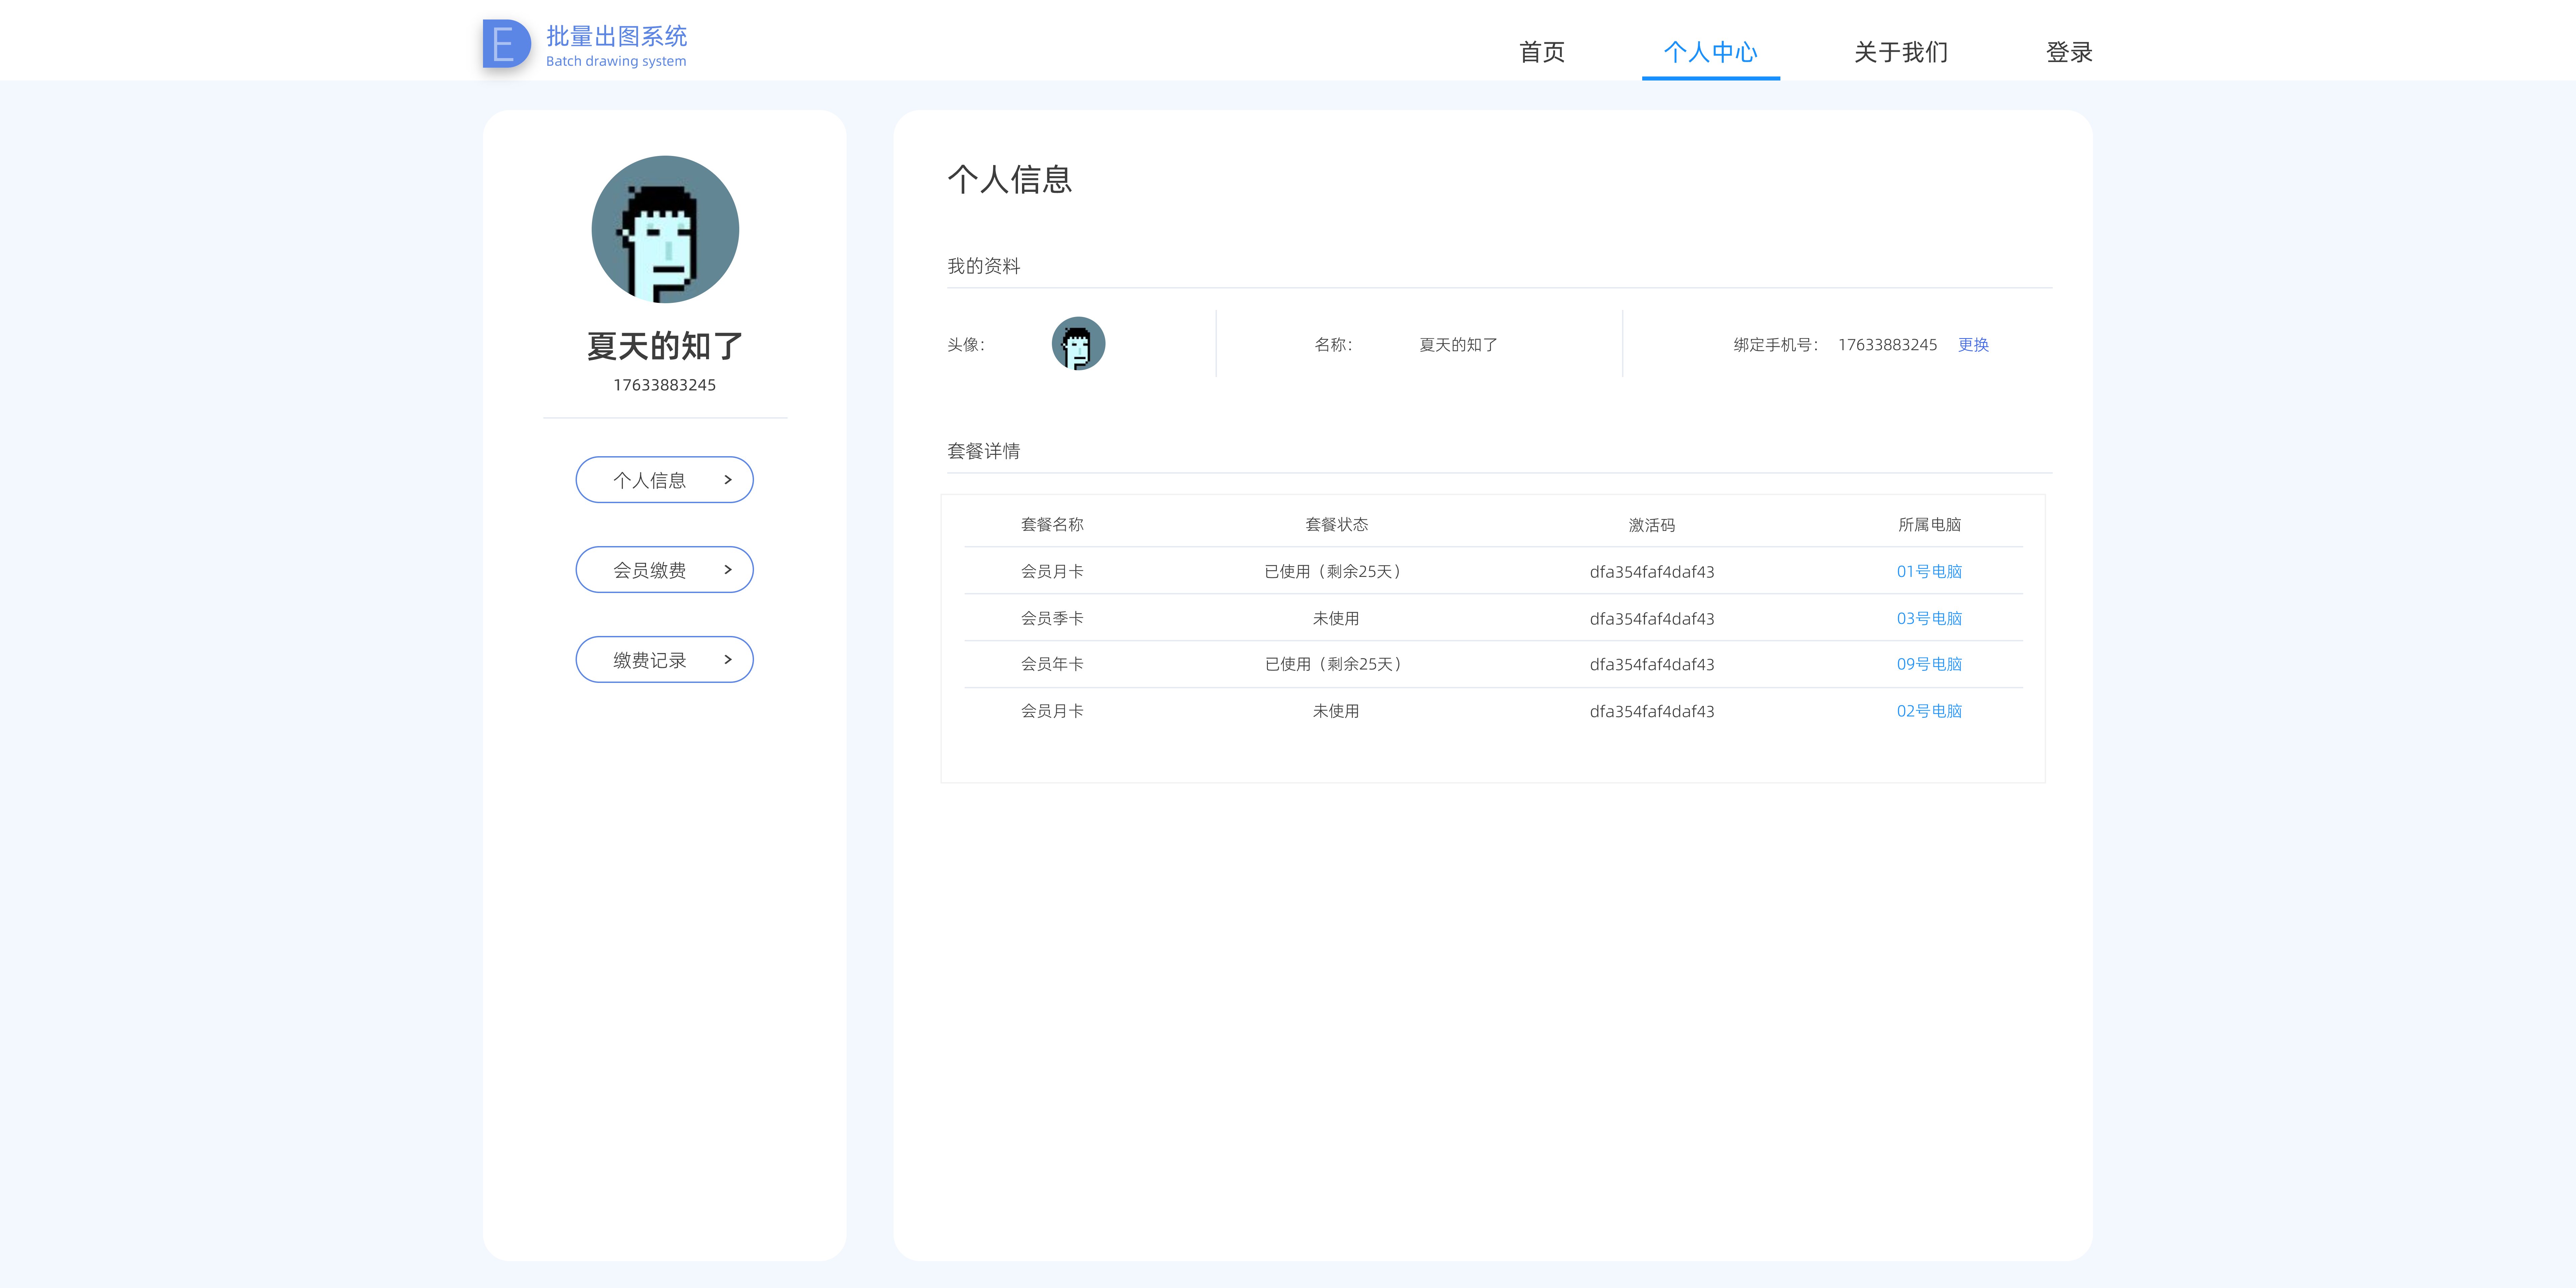 E
批量出图系统
Batch drawing system
首页 个人中心 关于我们 登录
夏天的知了
17633883245
个人信息 >
会员缴费 >
缴费记录 >
个人信息
我的资料
头像： 名称： 夏天的知了 绑定手机号： 17633883245 更换
套餐详情
套餐名称 套餐状态 激活码 所属电脑
会员月卡 已使用（剩余25天） dfa354faf4daf43 01号电脑
会员季卡 未使用 dfa354faf4daf43 03号电脑
会员年卡 已使用（剩余25天） dfa354faf4daf43 09号电脑
会员月卡 未使用 dfa354faf4daf43 02号电脑